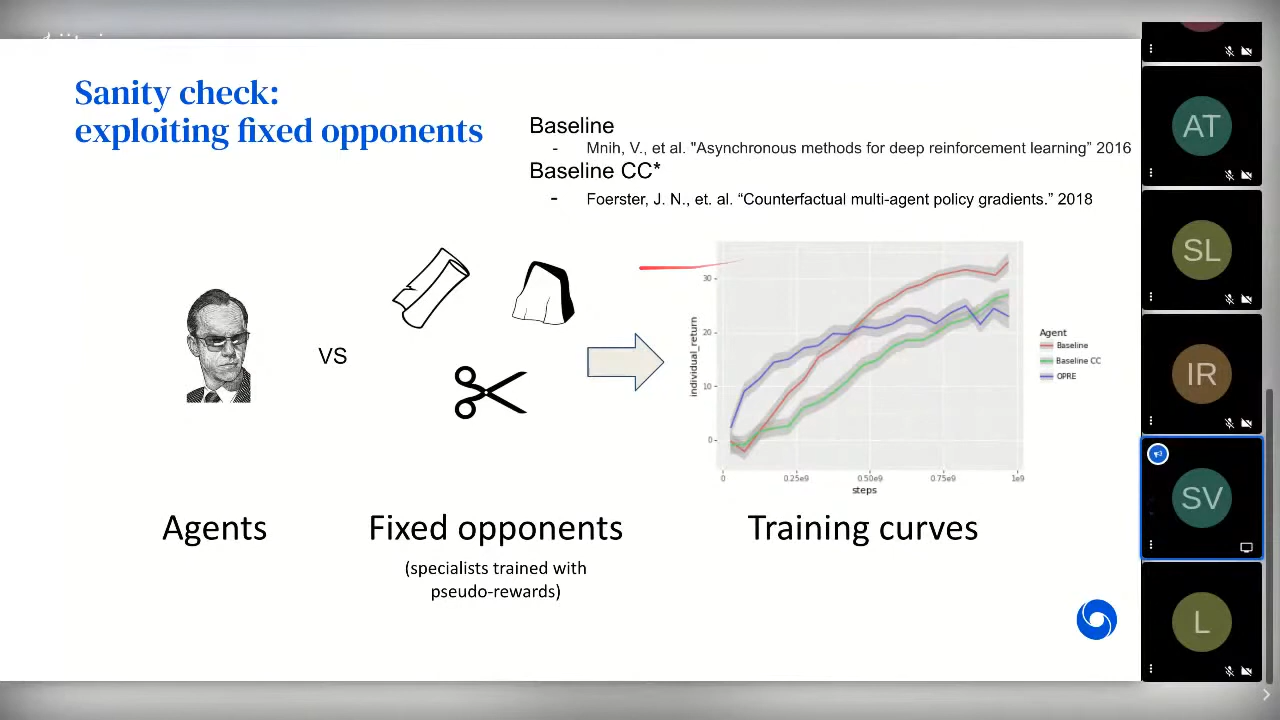 Sanity check:
exploiting fixed opponents
Baseline
- Mnih, V., et al. "Asynchronous methods for deep reinforcement learning” 2016
Baseline CC*
- Foerster, J. N., et. al. “Counterfactual multi-agent policy gradients.” 2018
VS
individual_return
30
20
10
0
0
0.25e9
0.50e9
0.75e9
1e9
steps
Agent
Baseline
Baseline CC
OPRE
Agents
Fixed opponents
(specialists trained with
pseudo-rewards)
Training curves
AT
SL
IR
SV
L